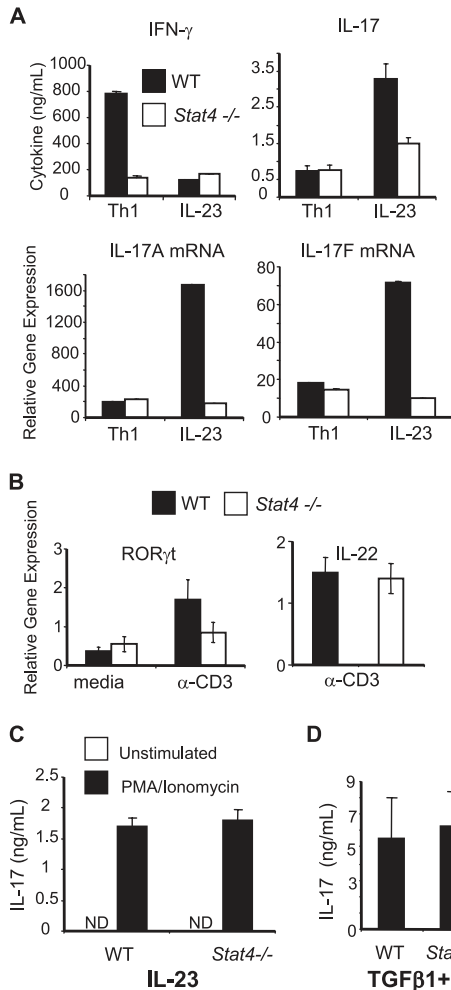 A
IFN-γ
IL-17
Cytokine (ng/mL)
1000
800
600
400
200
0
WT
Stat4 -/-
Th1
IL-23
3.5
2.5
1.5
0.5
Th1
IL-23
IL-17A mRNA
IL-17F mRNA
Relative Gene Expression
1600
1200
800
400
0
Th1
IL-23
80
60
40
20
0
Th1
IL-23
B
WT
Stat4 -/-
Relative Gene Expression
RORγt
3
2
1
0
media
α-CD3
IL-22
2
1
0
α-CD3
C
Unstimulated
PMA/Ionomycin
IL-17 (ng/mL)
2.5
2
1.5
1
0.5
0
ND
ND
WT
Stat4-/-
IL-23
D
IL-17 (ng/mL)
9
7
5
3
0
WT
Sta
TGFβ1+